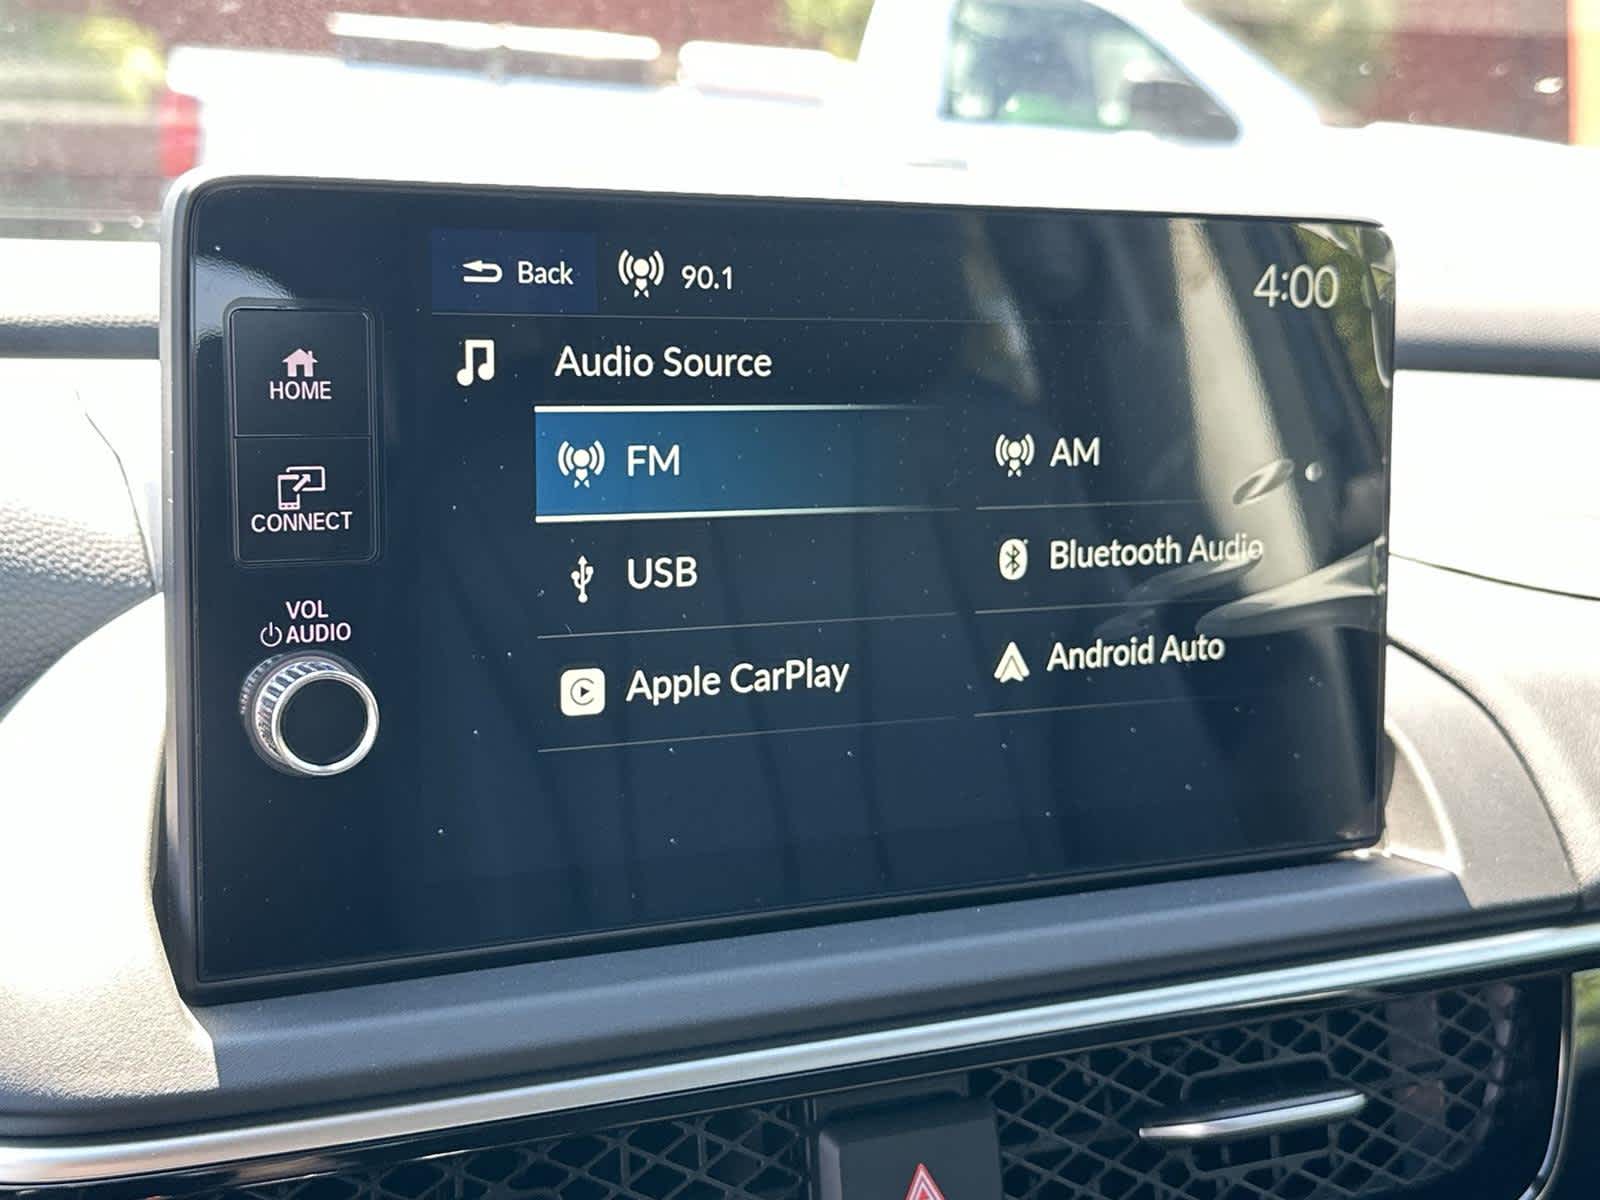 Back 90.1 4:00
HOME
Audio Source
FM AM
CONNECT
USB Bluetooth Audio
VOL
AUDIO
Apple CarPlay Android Auto